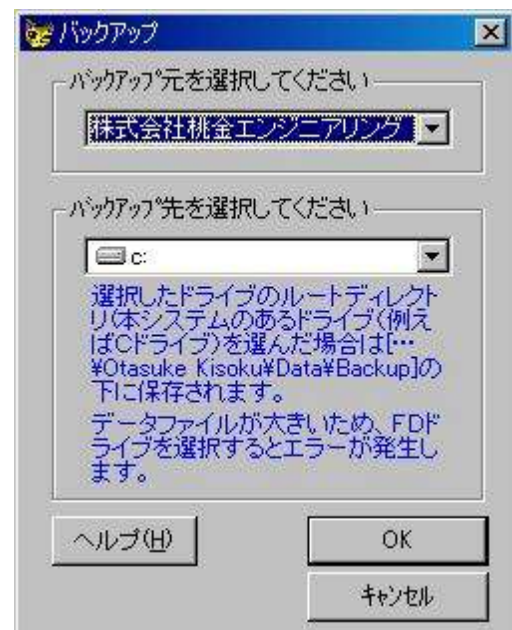 バックアップ
バックアップ元を選択してください
株式会社桃金エンジニアリング
バックアップ先を選択してください
c:
選択したドライブのルートディレクト
リ(本システムのあるドライブ(例え
ばCドライブ)を選んだ場合は[…
¥Otasuke Kisoku¥Data¥Backup]の
下に保存されます。
データファイルが大きいため、FDド
ライブを選択するとエラーが発生し
ます。
ヘルプ(H)
OK
キャンセル